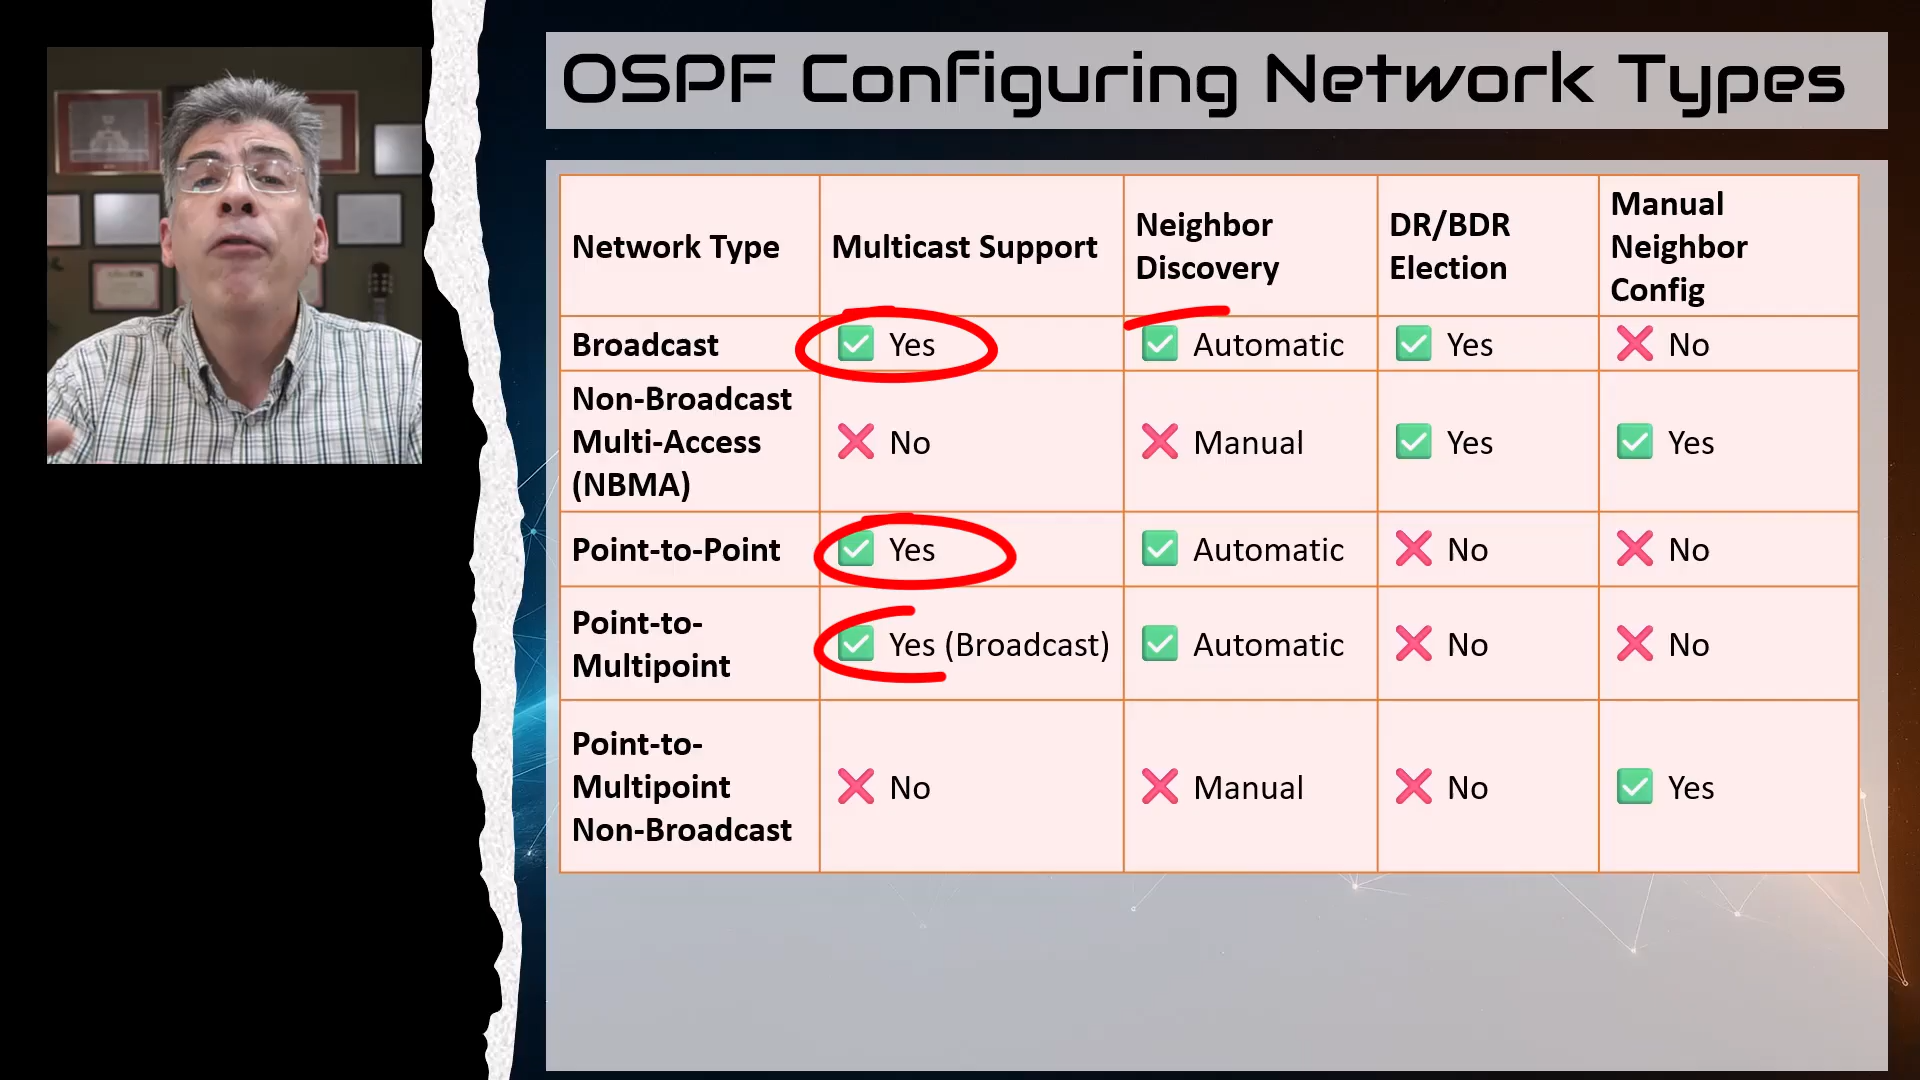 OSPF Configuring Network Types
Network Type
Multicast Support
Neighbor
Discovery
DR/BDR
Election
Manual
Neighbor
Config
Broadcast
Yes
Automatic
Yes
No
Non-Broadcast
Multi-Access
(NBMA)
No
Manual
Yes
Yes
Point-to-Point
Yes
Automatic
No
No
Point-to-
Multipoint
Yes (Broadcast)
Automatic
No
No
Point-to-
Multipoint
Non-Broadcast
No
Manual
No
Yes